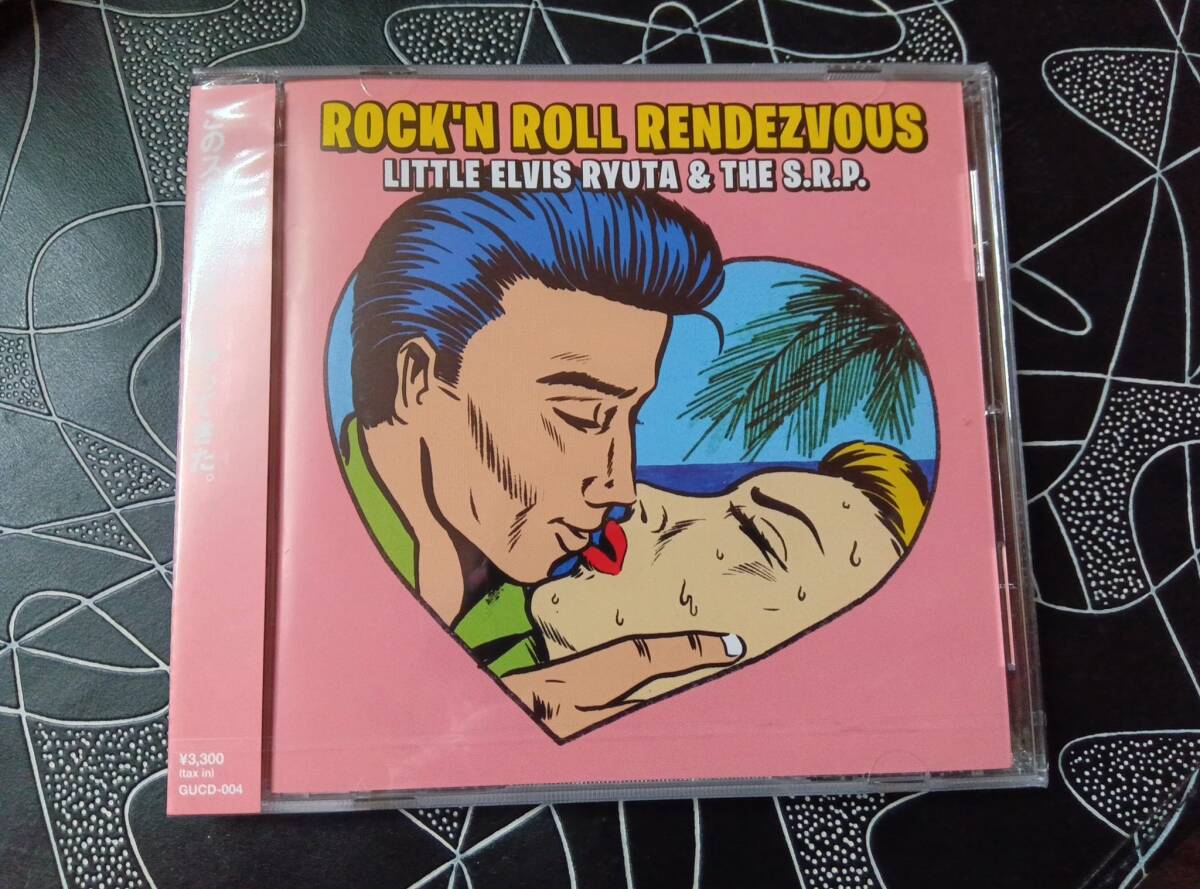 ROCK'N ROLL RENDEZVOUS
LITTLE ELVIS RYUTA & THE S.R.P.
¥3,300
(tax in)
GUCD-004